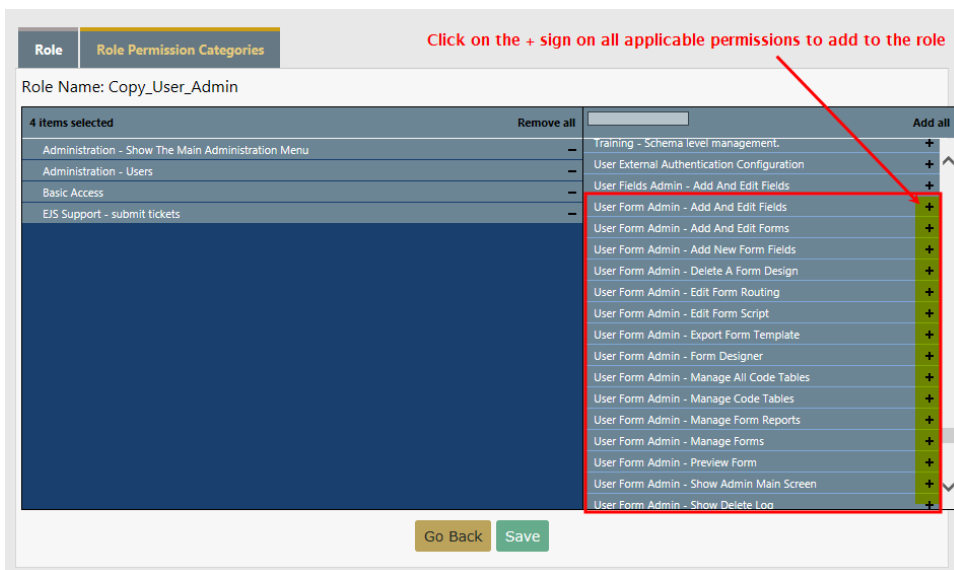 Click on the + sign on all applicable permissions to add to the role
Role
Role Permission Categories
Role Name: Copy_User_Admin
4 items selected
Remove all
Administration - Show The Main Administration Menu
Administration - Users
Basic Access
EJS Support - submit tickets
Add all
Training - Schema level management.
User External Authentication Configuration
User Fields Admin - Add And Edit Fields
User Form Admin - Add And Edit Fields
User Form Admin - Add And Edit Forms
User Form Admin - Add New Form Fields
User Form Admin - Delete A Form Design
User Form Admin - Edit Form Routing
User Form Admin - Edit Form Script
User Form Admin - Export Form Template
User Form Admin - Form Designer
User Form Admin - Manage All Code Tables
User Form Admin - Manage Code Tables
User Form Admin - Manage Form Reports
User Form Admin - Manage Forms
User Form Admin - Preview Form
User Form Admin - Show Admin Main Screen
User Form Admin - Show Delete Log
Go Back
Save